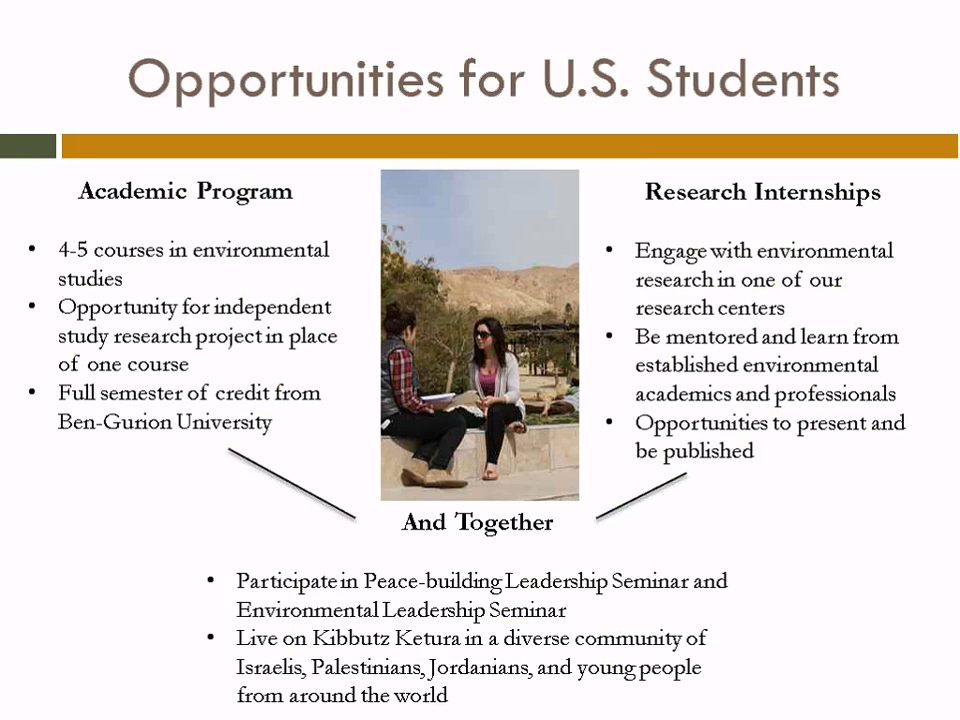 Opportunities for U.S. Students
Academic Program
• 4-5 courses in environmental
studies
• Opportunity for independent
study research project in place
of one course
• Full semester of credit from
Ben-Gurion University
Research Internships
• Engage with environmental
research in one of our
research centers
• Be mentored and learn from
established environmental
academics and professionals
• Opportunities to present and
be published
And Together
• Participate in Peace-building Leadership Seminar and
Environmental Leadership Seminar
• Live on Kibbutz Ketura in a diverse community of
Israelis, Palestinians, Jordanians, and young people
from around the world